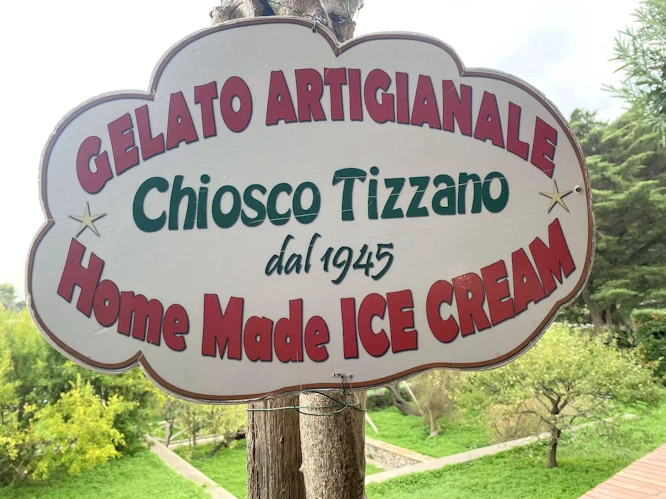 GELATO ARTIGIANALE
Chiosco Tizzano
dal 1945
Home Made ICE CREAM